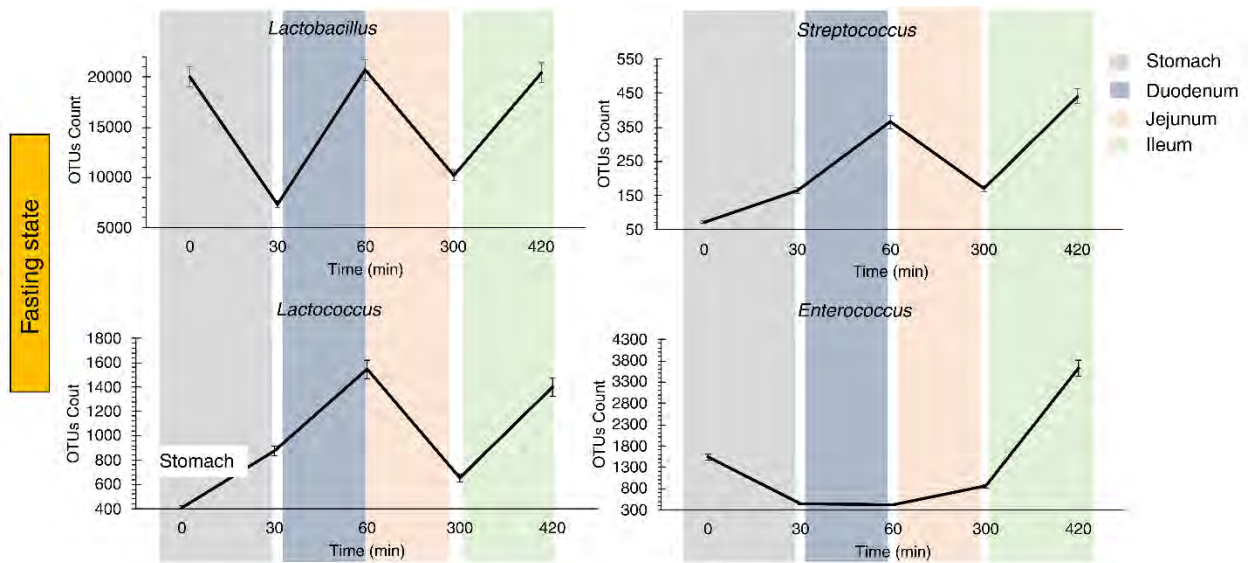 Fasting state
Lactobacillus
OTUs Count
20000
15000
10000
5000
0 30 60 300 420
Time (min)
Streptococcus
OTUs Count
550
450
350
250
150
50
0 30 60 300 420
Time (min)
Stomach
Duodenum
Jejunum
Ileum
Lactococcus
OTUs Cout
1800
1600
1400
1200
1000
800
600
400
Stomach
0 30 60 300 420
Time (min)
Enterococcus
OTUs Count
4300
3800
3300
2800
2300
1800
1300
800
300
0 30 60 300 420
Time (min)